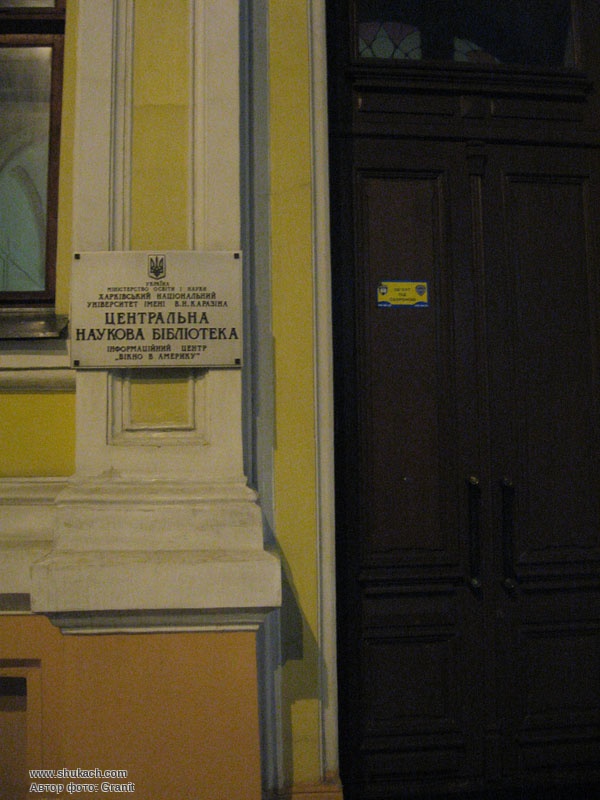 УКРАЇНА
МІНІСТЕРСТВО ОСВІТИ І НАУКИ
ХАРКІВСЬКИЙ НАЦІОНАЛЬНИЙ
УНІВЕРСИТЕТ ІМЕНІ В.Н.КАРАЗІНА
ЦЕНТРАЛЬНА
НАУКОВА БІБЛІОТЕКА
ІНФОРМАЦІЙНИЙ ЦЕНТР
„ВІКНО В АМЕРИКУ"
www.shukach.com
Автор фото: Granit